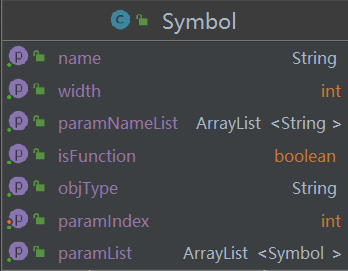 C Symbol
p name String
p width int
p paramNameList ArrayList <String >
p isFunction boolean
p objType String
p paramIndex int
p paramList ArrayList <Symbol >